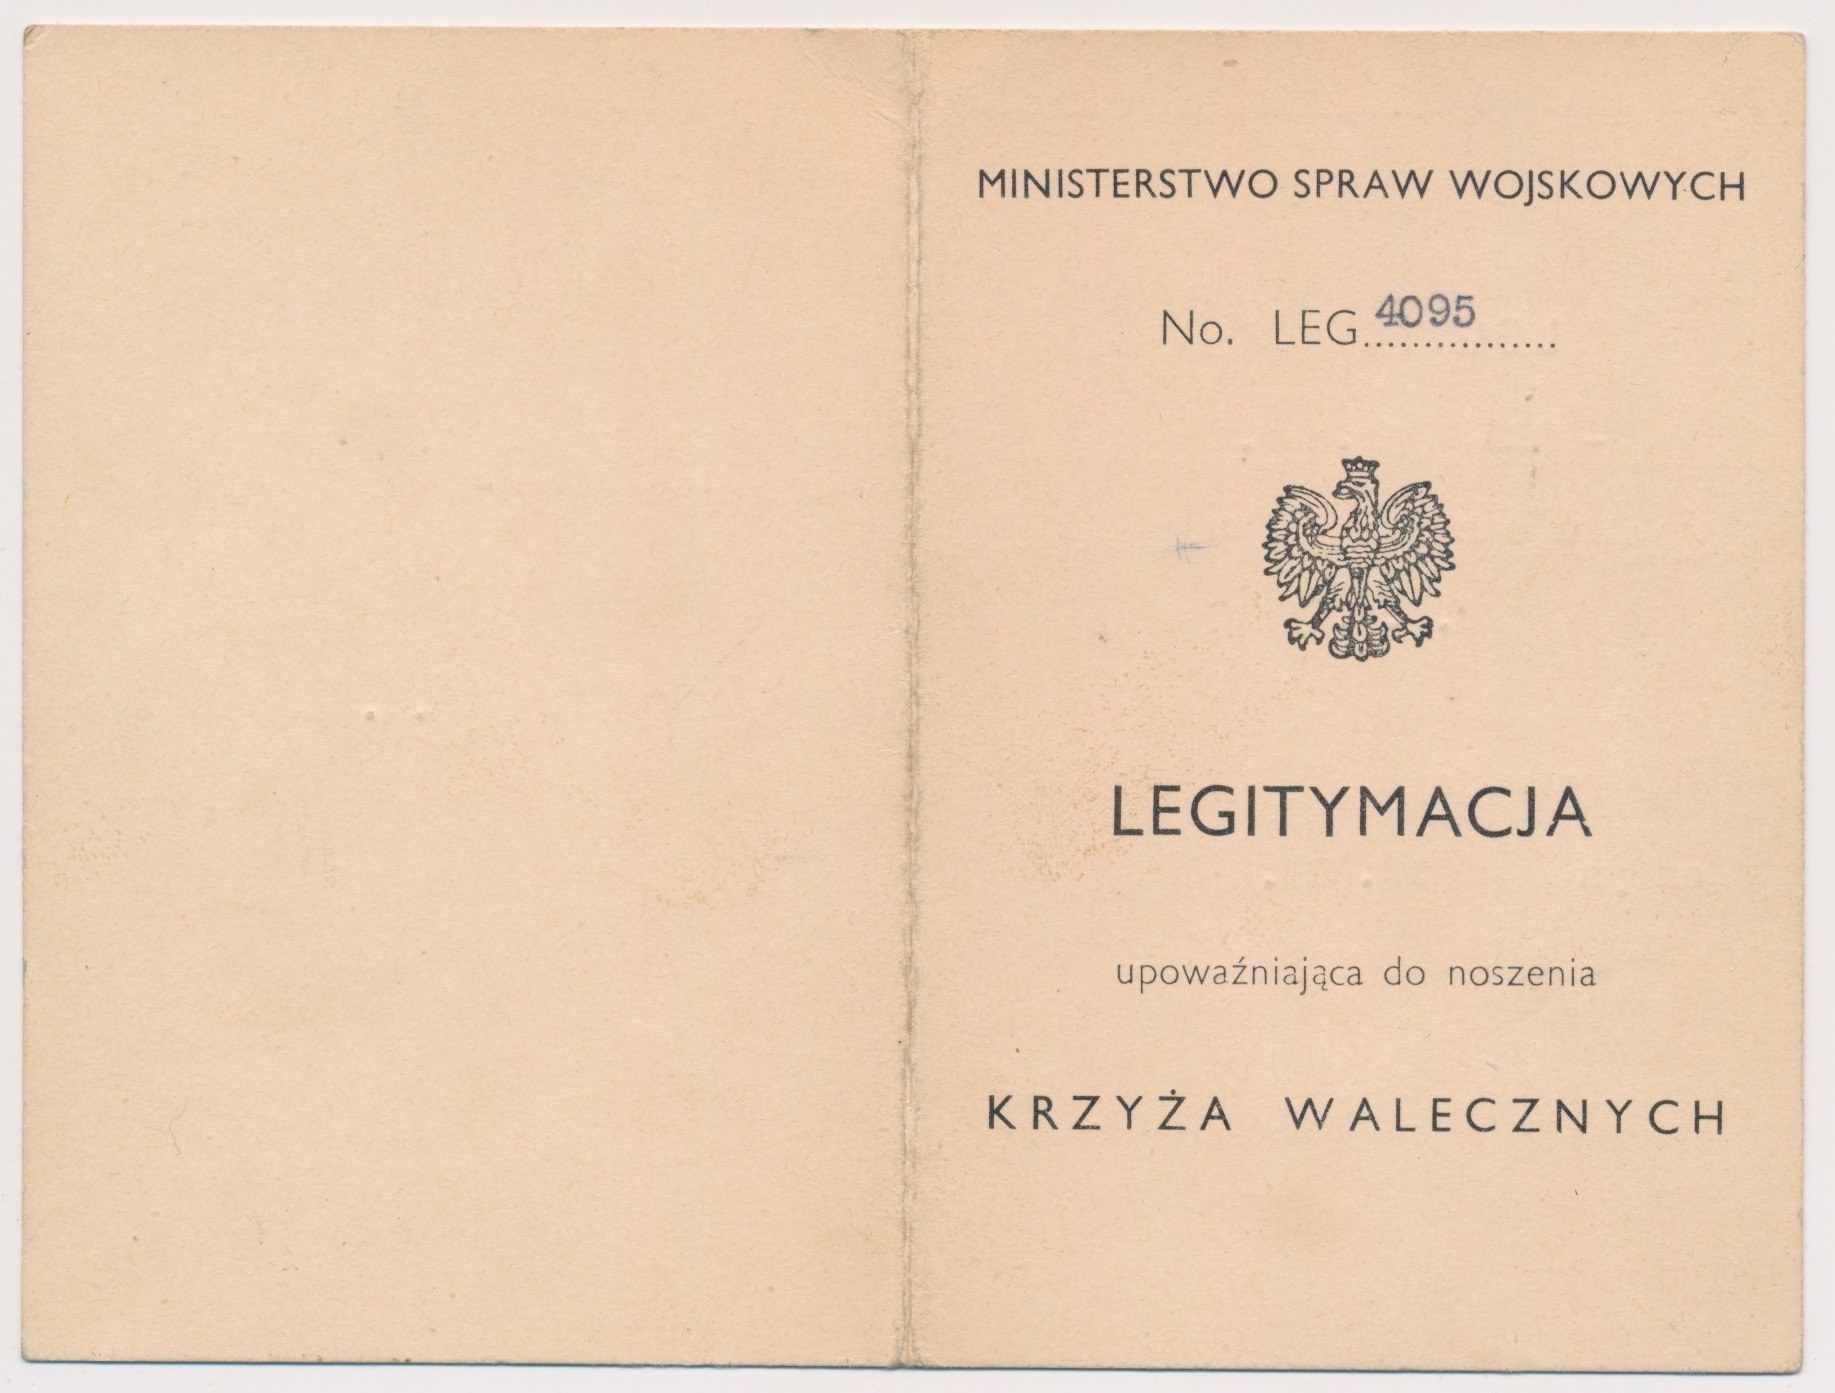 MINISTERSTWO SPRAW WOJSKOWYCH
No. LEG 4095
LEGITYMACJA
upoważniająca do noszenia
KRZYŻA WALECZNYCH